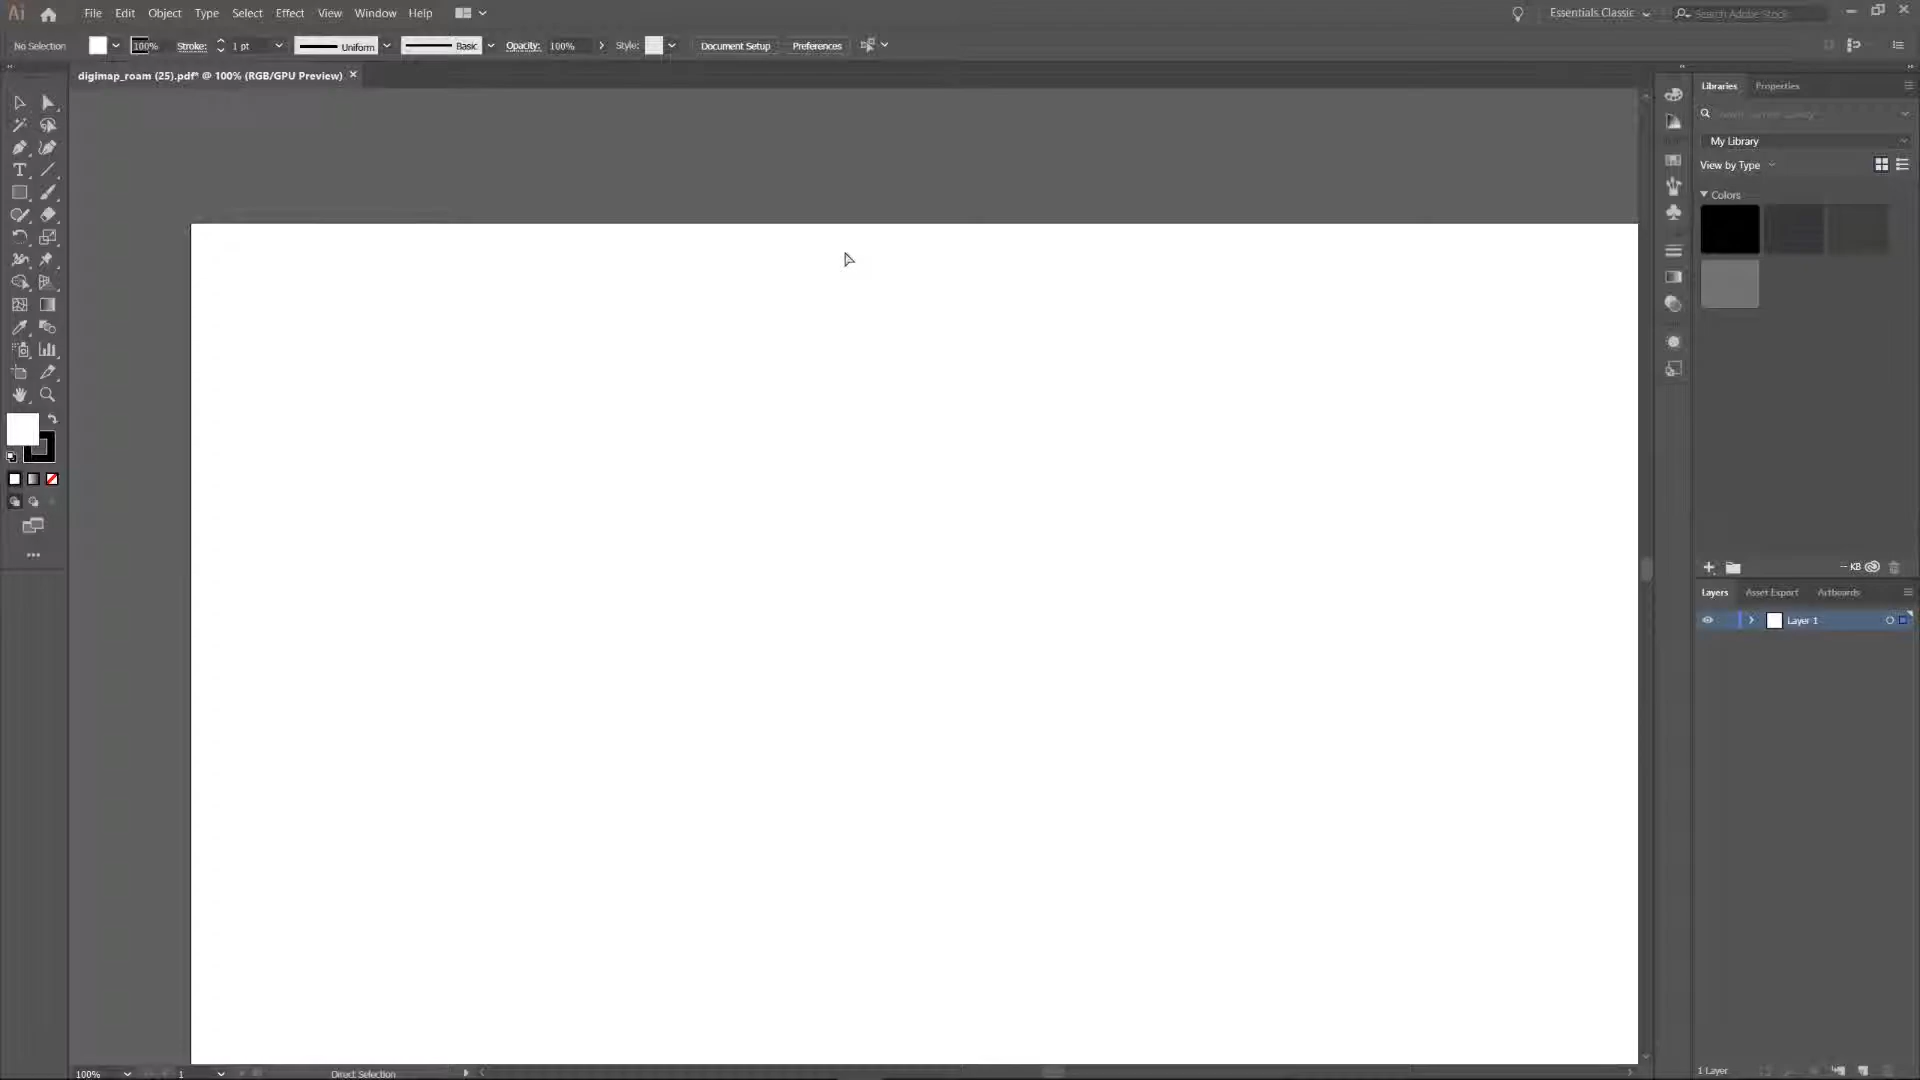 Ai File Edit Object Type Select Effect View Window Help Essentials Classic Search Adobe Stock
No Selection 100% Stroke: 1 pt Uniform Basic Opacity: 100% Style: Document Setup Preferences
digimap_roam (25).pdf* @ 100% (RGB/GPU Preview) ×
Libraries Properties
My Library
View by Type
Colors
-- KB
Layers Asset Export Artboards
Layer 1
100% 1 Direct Selection
1 Layer